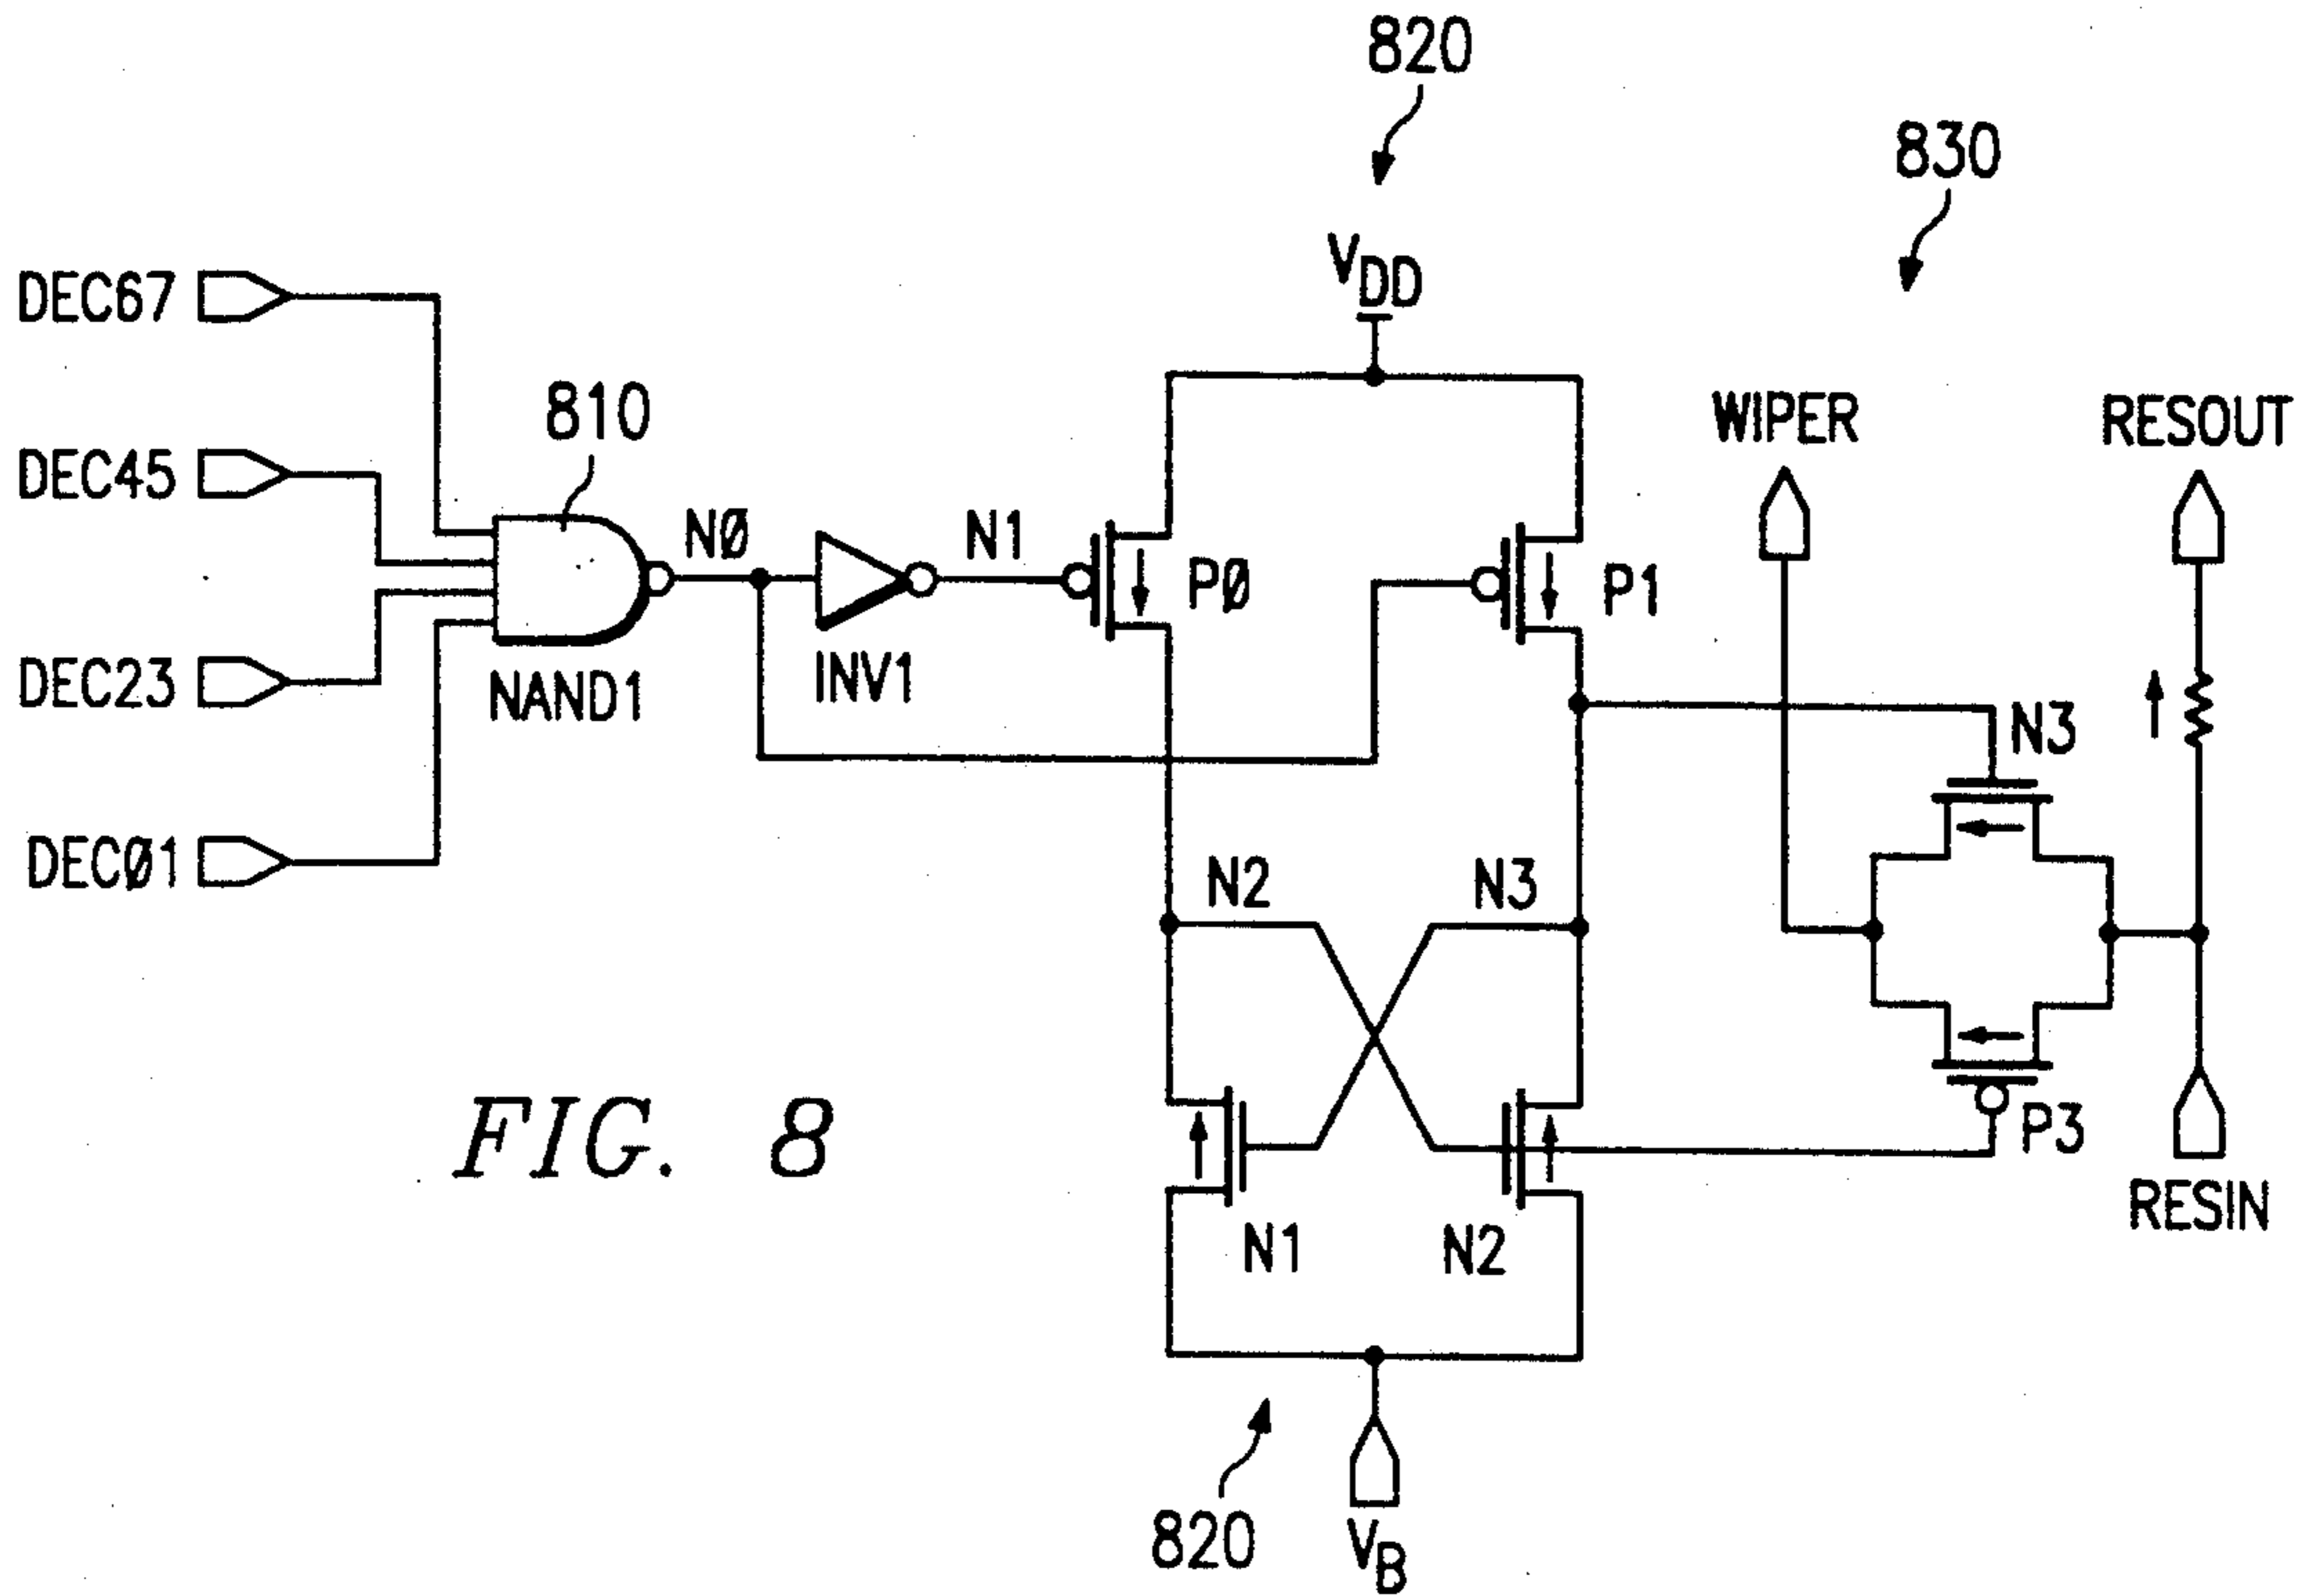 820
830
VDD
DEC67
810
WIPER
RESOUT
DEC45
NØ
N1
PØ
P1
DEC23
NAND1
INV1
N3
DECØ1
N2
N3
P3
FIG. 8
N1
N2
RESIN
820
VB